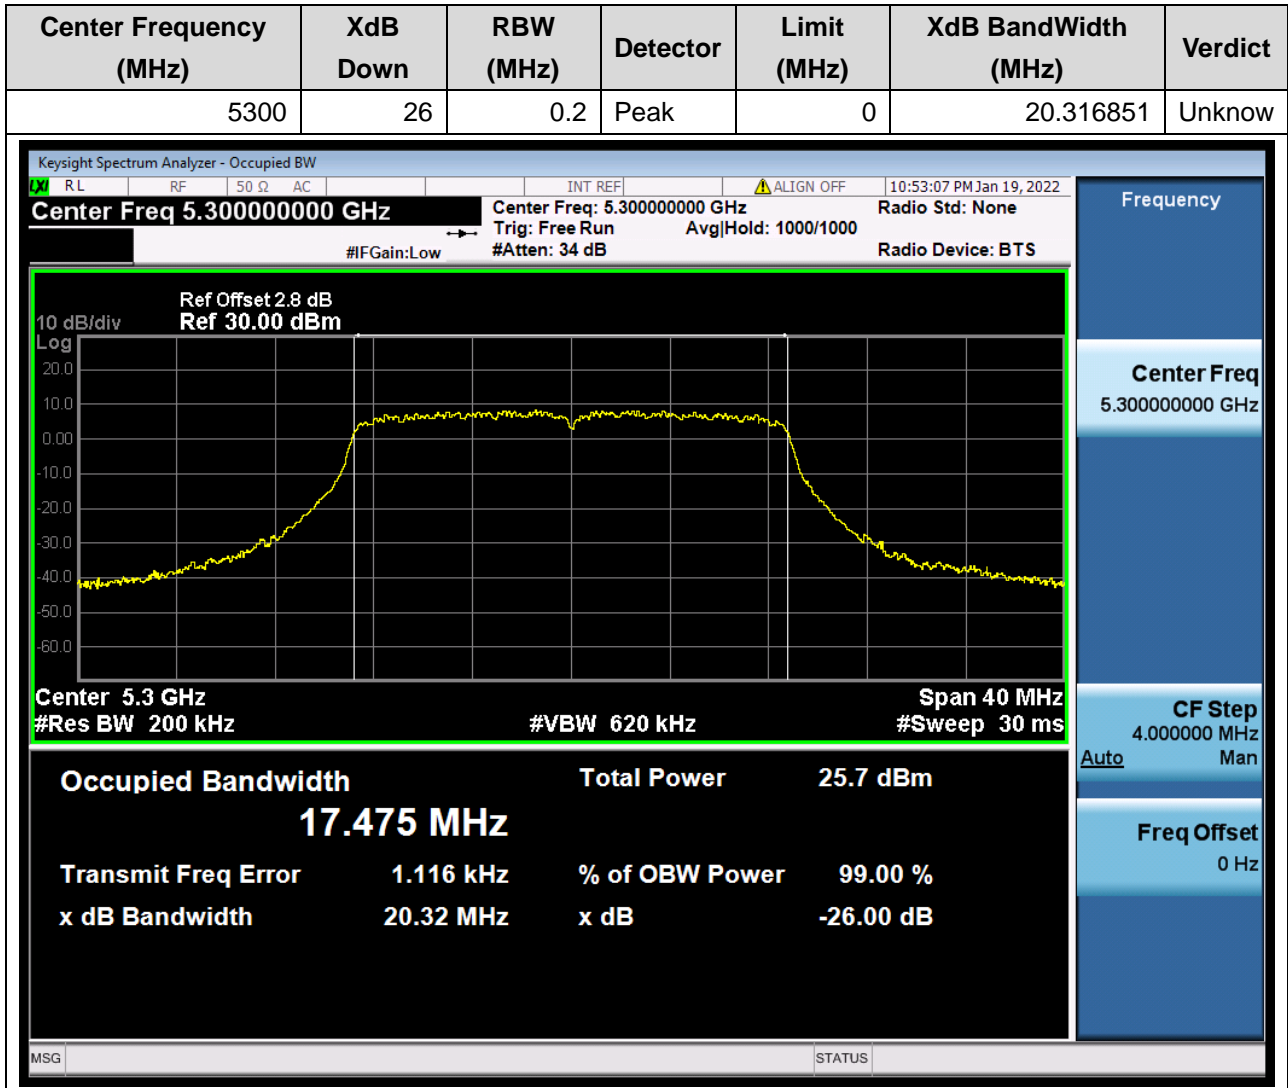 Center Frequency (MHz) XdB Down RBW (MHz) Detector Limit (MHz) XdB BandWidth (MHz) Verdict
5300 26 0.2 Peak 0 20.316851 Unknow
Keysight Spectrum Analyzer - Occupied BW
LXI RL RF 50 Ω AC INT REF ALIGN OFF 10:53:07 PM Jan 19, 2022
Center Freq 5.300000000 GHz
Center Freq: 5.300000000 GHz
Radio Std: None
Trig: Free Run Avg|Hold: 1000/1000
#IFGain:Low
#Atten: 34 dB
Radio Device: BTS
Ref Offset 2.8 dB
10 dB/div Ref 30.00 dBm
Log
20.0
10.0
0.00
-10.0
-20.0
-30.0
-40.0
-50.0
-60.0
Center 5.3 GHz Span 40 MHz
#Res BW 200 kHz #VBW 620 kHz #Sweep 30 ms
Occupied Bandwidth Total Power 25.7 dBm
17.475 MHz
Transmit Freq Error 1.116 kHz % of OBW Power 99.00 %
x dB Bandwidth 20.32 MHz x dB -26.00 dB
Frequency
Center Freq
5.300000000 GHz
CF Step
4.000000 MHz
Auto Man
Freq Offset
0 Hz
MSG STATUS